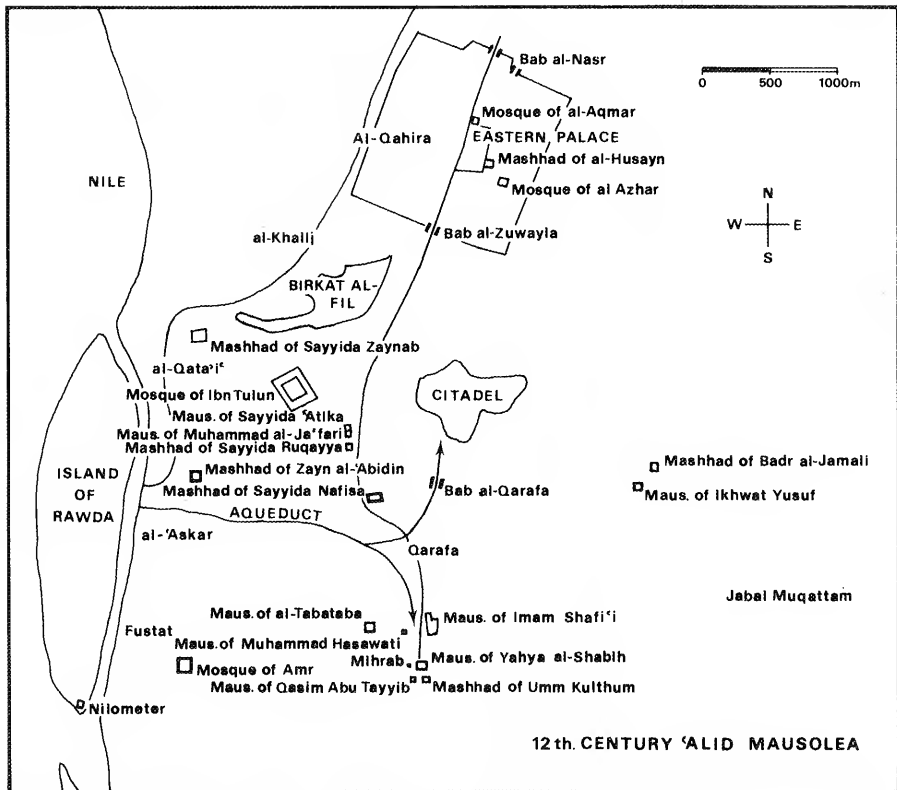 Bab al-Nasr
0 500 1000m
Mosque of al-Aqmar
Al-Qahira
EASTERN PALACE
Mashhad of al-Husayn
NILE
Mosque of al Azhar
N
W E
S
al-Khalij
Bab al-Zuwayla
BIRKAT AL-
FIL
Mashhad of Sayyida Zaynab
al-Qata'iʿ
Mosque of Ibn Tulun
CITADEL
Maus. of Sayyida ʿAtika
Maus. of Muhammad al-Ja'fari
Mashhad of Sayyida Ruqayya
ISLAND
OF
RAWDA
Mashhad of Zayn al-ʿAbidin
Mashhad of Badr al-Jamali
Mashhad of Sayyida Nafisa
Bab al-Qarafa
Maus. of Ikhwat Yusuf
AQUEDUCT
al-ʿAskar
Qarafa
Jabal Muqattam
Maus. of al-Tabataba
Maus. of Imam Shafiʿi
Fustat
Maus. of Muhammad Hasawati
Mihrab
Maus. of Yahya al-Shabih
Mosque of Amr
Maus. of Qasim Abu Tayyib
Mashhad of Umm Kulthum
Nilometer
12th. CENTURY ʿALID MAUSOLEA